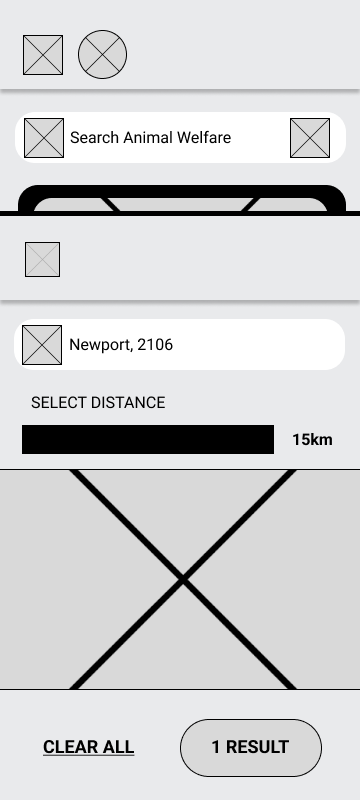 Search Animal Welfare
Newport, 2106
SELECT DISTANCE
15km
CLEAR ALL
1 RESULT